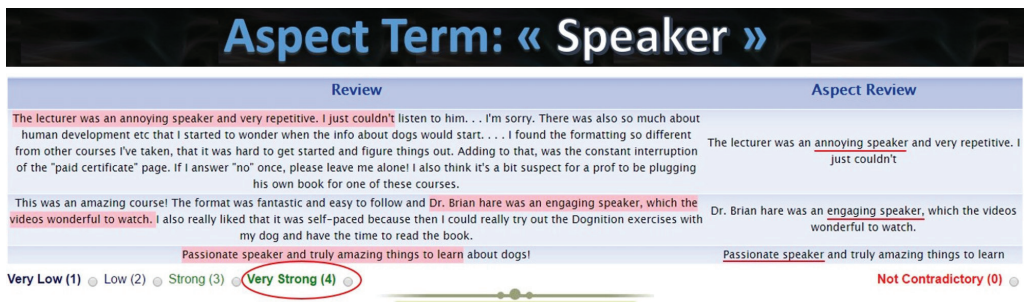 Aspect Term: « Speaker »
Review
Aspect Review
The lecturer was an annoying speaker and very repetitive. I just couldn't listen to him. . . I'm sorry. There was also so much about
human development etc that I started to wonder when the info about dogs would start. . . . I found the formatting so different
from other courses I've taken, that it was hard to get started and figure things out. Adding to that, was the constant interruption
of the "paid certificate" page. If I answer "no" once, please leave me alone! I also think it's a bit suspect for a prof to be plugging
his own book for one of these courses.
The lecturer was an annoying speaker and very repetitive. I
just couldn't
This was an amazing course! The format was fantastic and easy to follow and Dr. Brian hare was an engaging speaker, which the
videos wonderful to watch. I also really liked that it was self-paced because then I could really try out the Dognition exercises with
my dog and have the time to read the book.
Dr. Brian hare was an engaging speaker, which the videos
wonderful to watch.
Passionate speaker and truly amazing things to learn about dogs!
Passionate speaker and truly amazing things to learn
Very Low (1) Low (2) Strong (3) Very Strong (4) Not Contradictory (0)